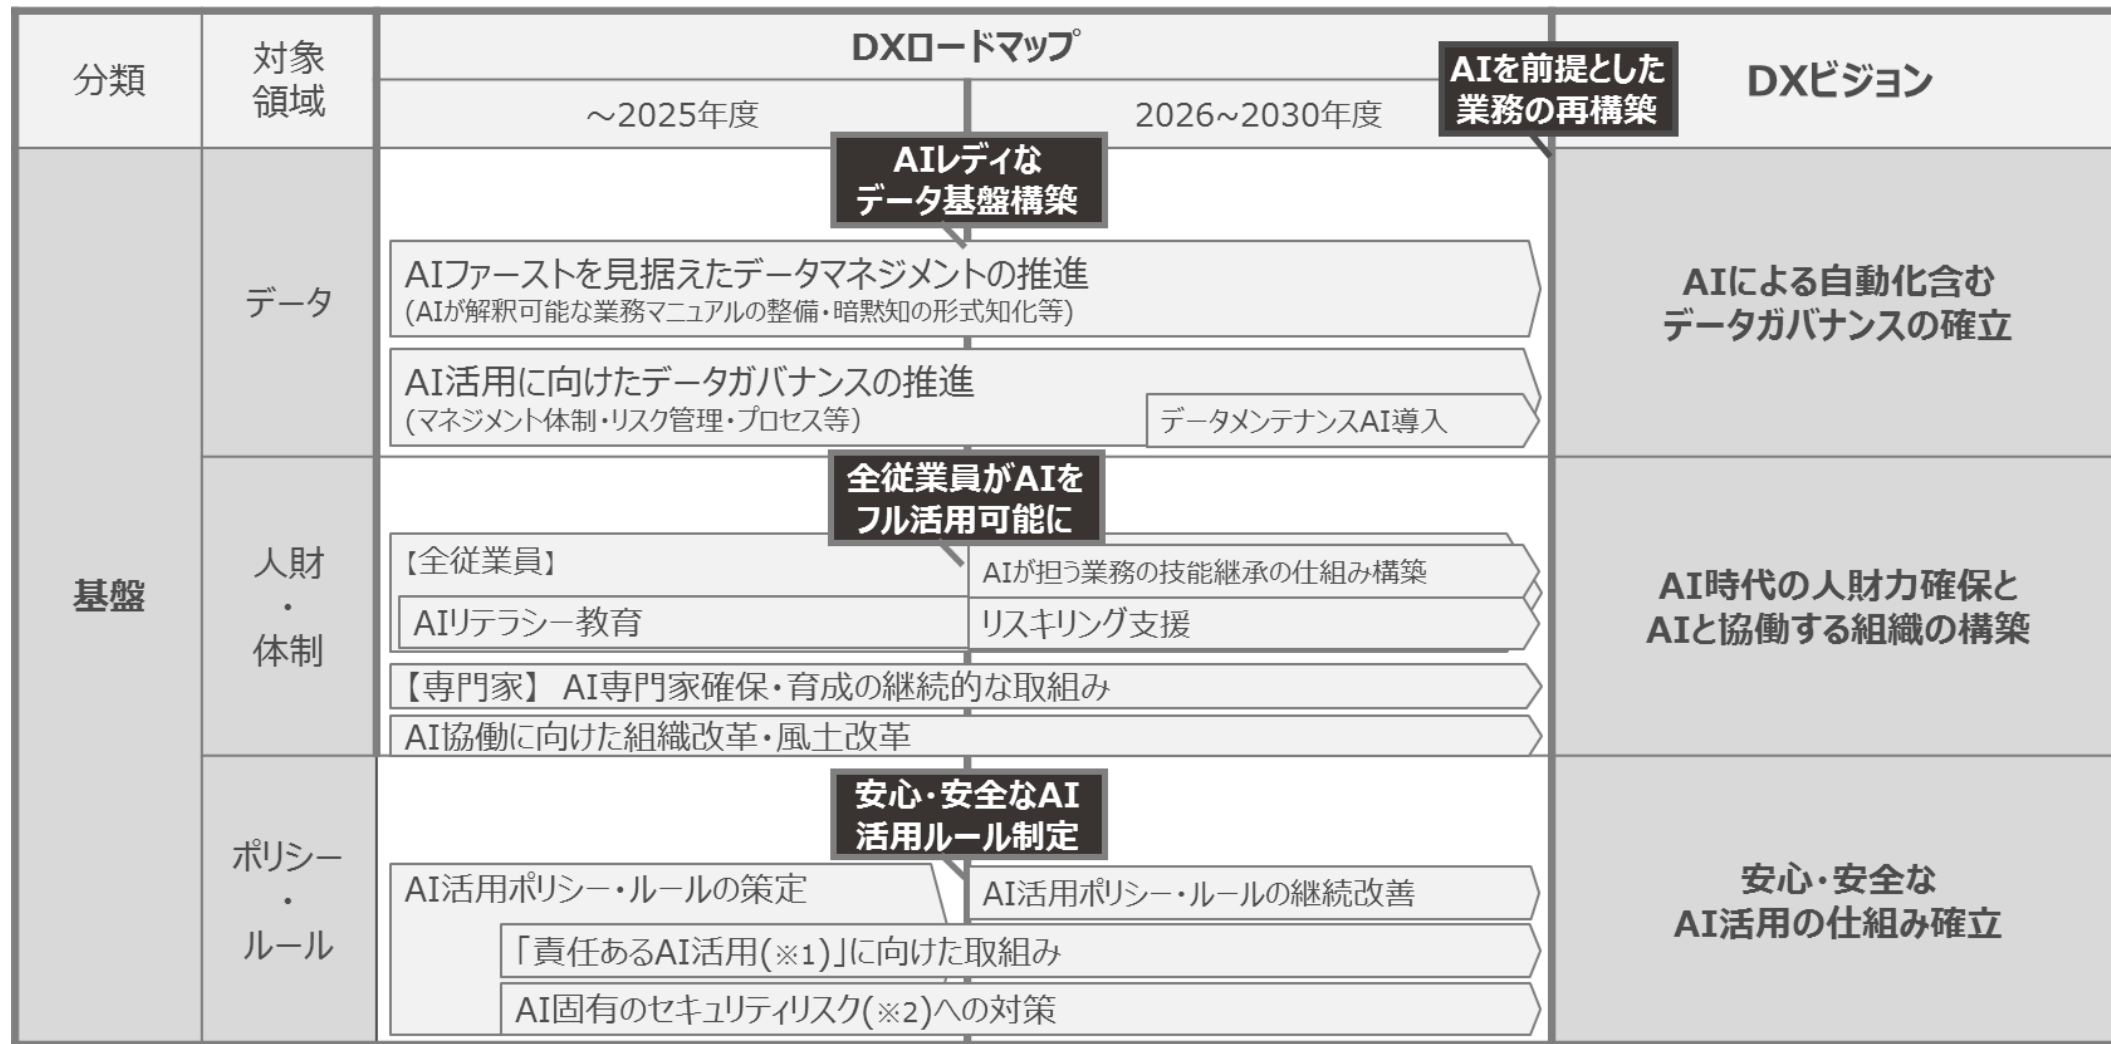 分類
対象
領域
DXロードマップ
～2025年度
2026~2030年度
AIを前提とした
業務の再構築
DXビジョン
基盤
データ
AIレディな
データ基盤構築
AIファーストを見据えたデータマネジメントの推進
(AIが解釈可能な業務マニュアルの整備・暗黙知の形式知化等)
AI活用に向けたデータガバナンスの推進
(マネジメント体制・リスク管理・プロセス等)
データメンテナンスAI導入
AIによる自動化含む
データガバナンスの確立
人財
・
体制
全従業員がAIを
フル活用可能に
【全従業員】
AIが担う業務の技能継承の仕組み構築
AIリテラシー教育
リスキリング支援
【専門家】 AI専門家確保・育成の継続的な取組み
AI協働に向けた組織改革・風土改革
AI時代の人財力確保と
AIと協働する組織の構築
ポリシー
・
ルール
安心・安全なAI
活用ルール制定
AI活用ポリシー・ルールの策定
AI活用ポリシー・ルールの継続改善
「責任あるAI活用(※1)」に向けた取組み
AI固有のセキュリティリスク(※2)への対策
安心・安全な
AI活用の仕組み確立